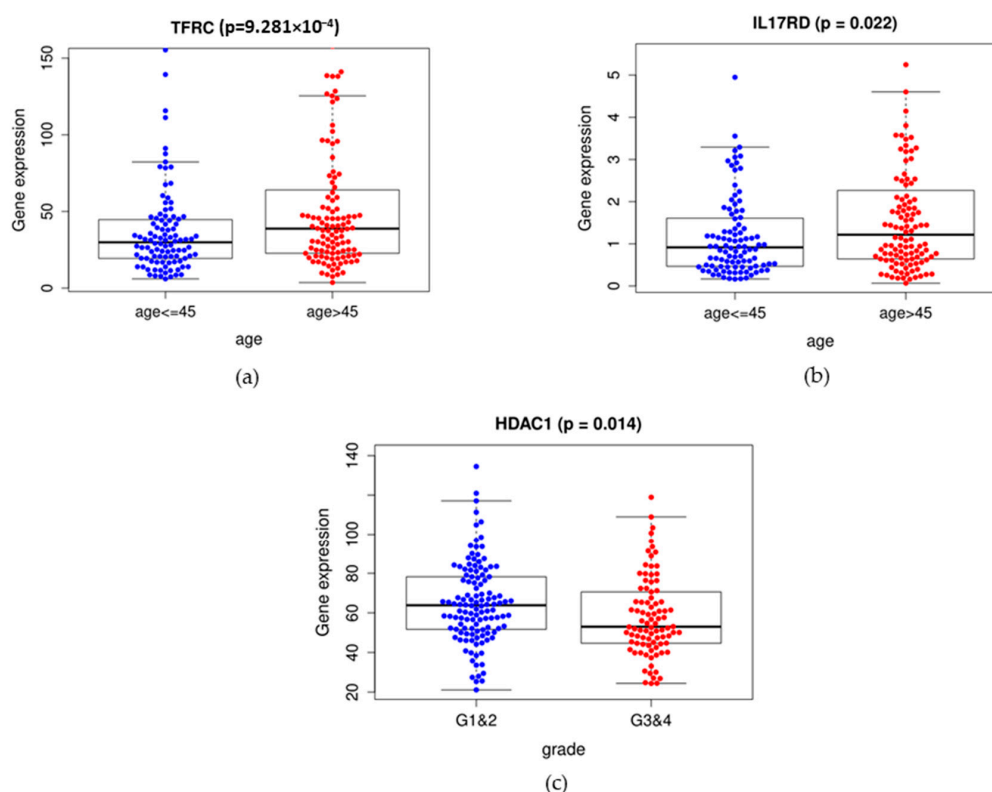 TFRC (p=9.281×10⁻⁴)
Gene expression
150
100
50
0
age<=45 age>45
age
(a)
IL17RD (p = 0.022)
Gene expression
5
4
3
2
1
0
age<=45 age>45
age
(b)
HDAC1 (p = 0.014)
Gene expression
140
100
80
60
40
20
G1&2 G3&4
grade
(c)